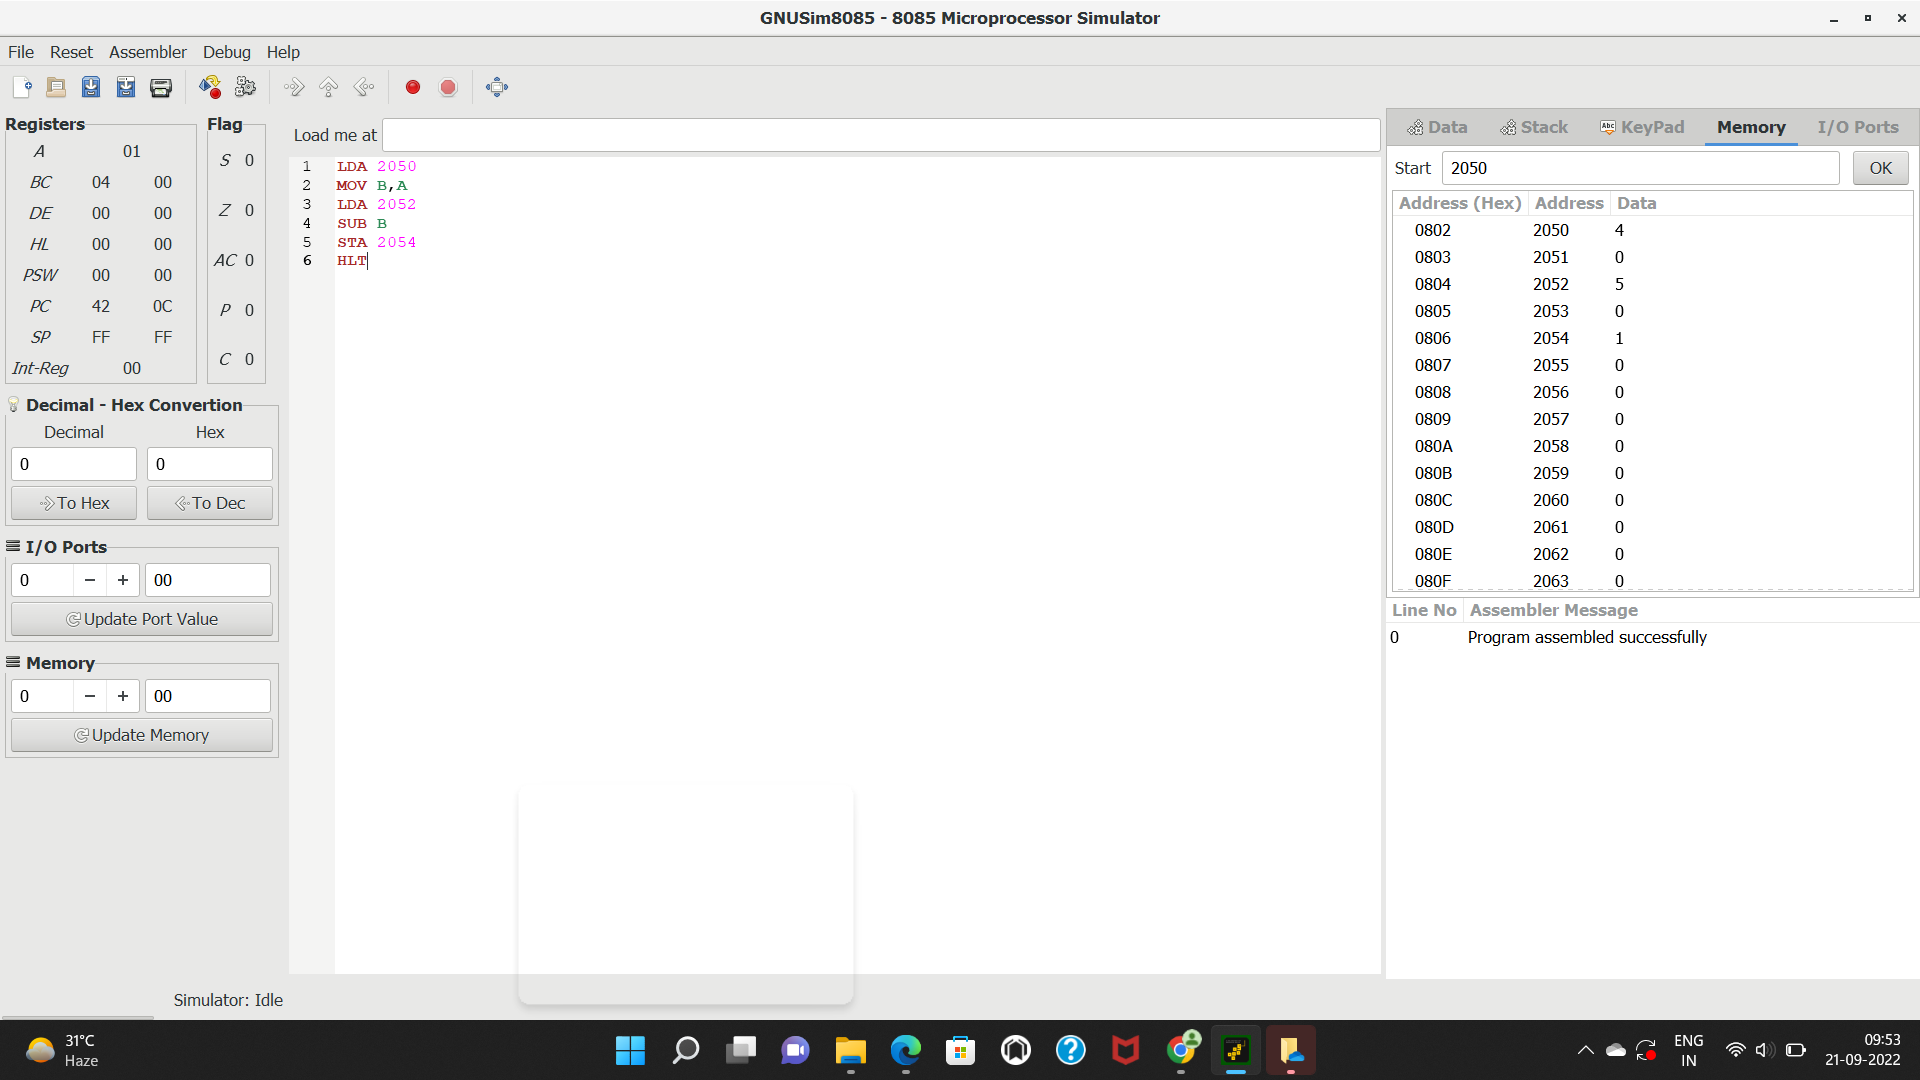 GNUSim8085 - 8085 Microprocessor Simulator
File Reset Assembler Debug Help
Registers
A 01
BC 04 00
DE 00 00
HL 00 00
PSW 00 00
PC 42 0C
SP FF FF
Int-Reg 00
Flag
S 0
Z 0
AC 0
P 0
C 0
Decimal - Hex Convertion
Decimal Hex
0 0
To Hex To Dec
I/O Ports
0 − + 00
Update Port Value
Memory
0 − + 00
Update Memory
Load me at
1 LDA 2050
2 MOV B,A
3 LDA 2052
4 SUB B
5 STA 2054
6 HLT
Data Stack Abc KeyPad Memory I/O Ports
Start 2050 OK
Address (Hex) Address Data
0802 2050 4
0803 2051 0
0804 2052 5
0805 2053 0
0806 2054 1
0807 2055 0
0808 2056 0
0809 2057 0
080A 2058 0
080B 2059 0
080C 2060 0
080D 2061 0
080E 2062 0
080F 2063 0
Line No Assembler Message
0 Program assembled successfully
Simulator: Idle
31°C
Haze
ENG
IN
09:53
21-09-2022